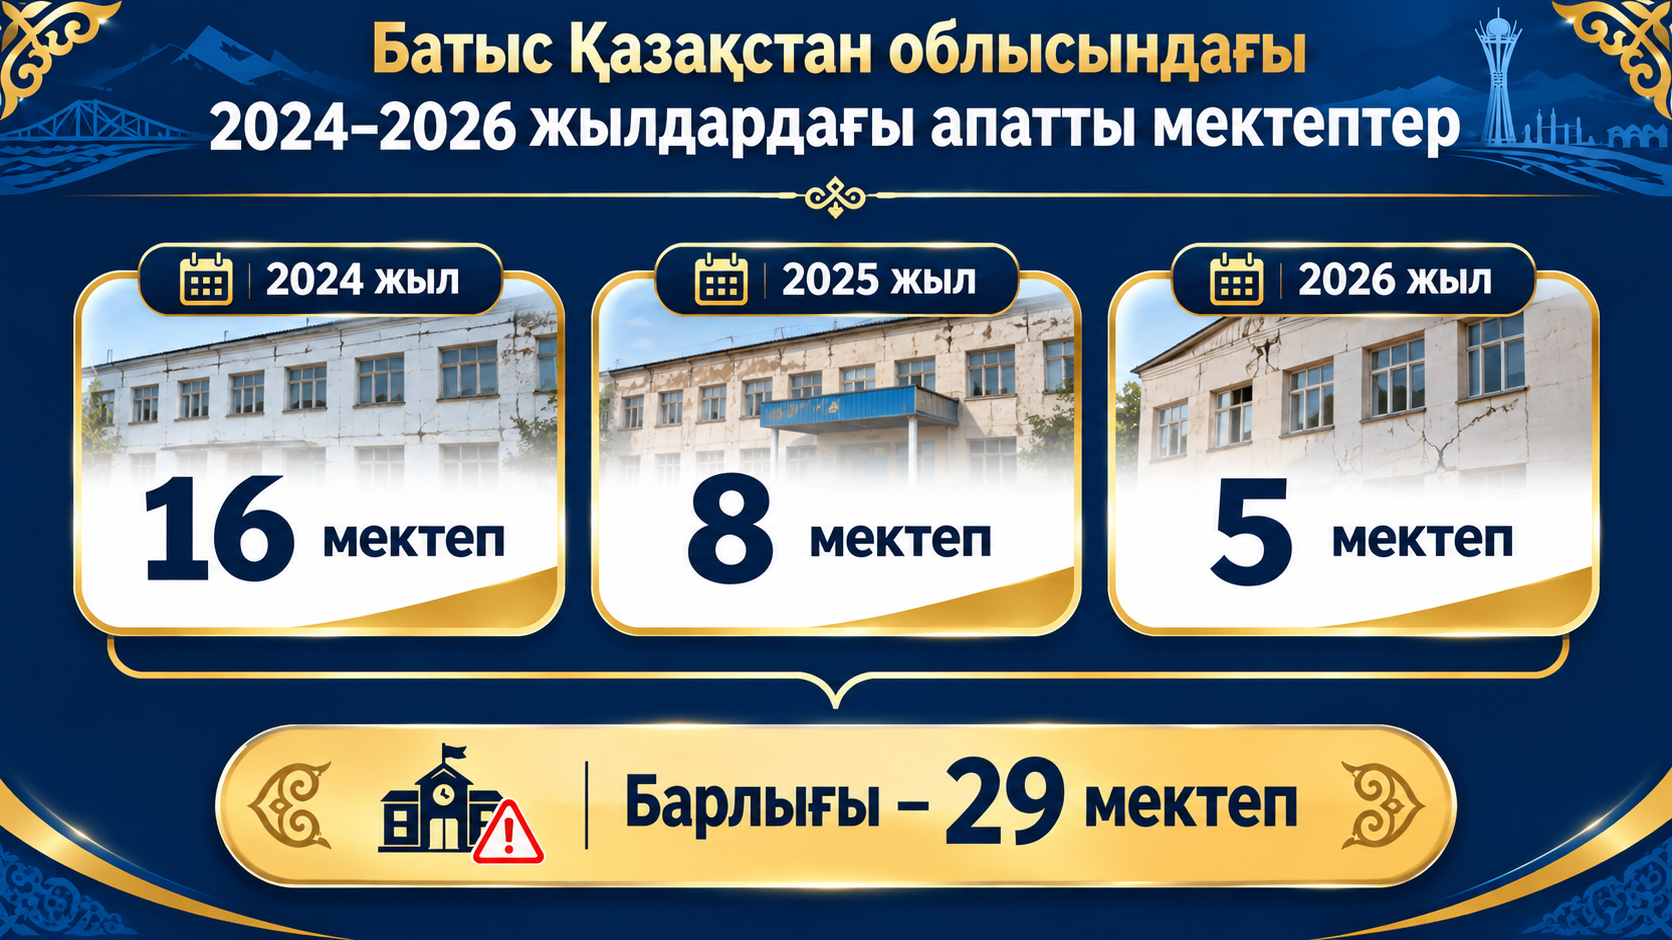 Батыс Қазақстан облысындағы
2024–2026 жылдардағы апатты мектептер
2024 жыл
16 мектеп
2025 жыл
8 мектеп
2026 жыл
5 мектеп
Барлығы – 29 мектеп